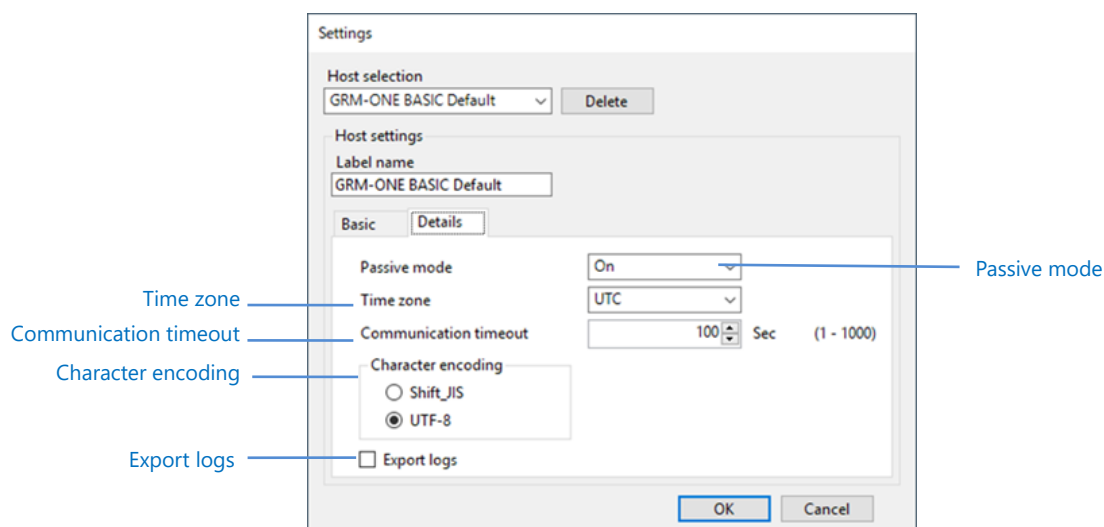 Settings
Host selection
GRM-ONE BASIC Default Delete
Host settings
Label name
GRM-ONE BASIC Default
Basic Details
Passive mode On Passive mode
Time zone Time zone UTC
Communication timeout Communication timeout 100 Sec (1 - 1000)
Character encoding Character encoding
Shift_JIS
UTF-8
Export logs Export logs
OK Cancel